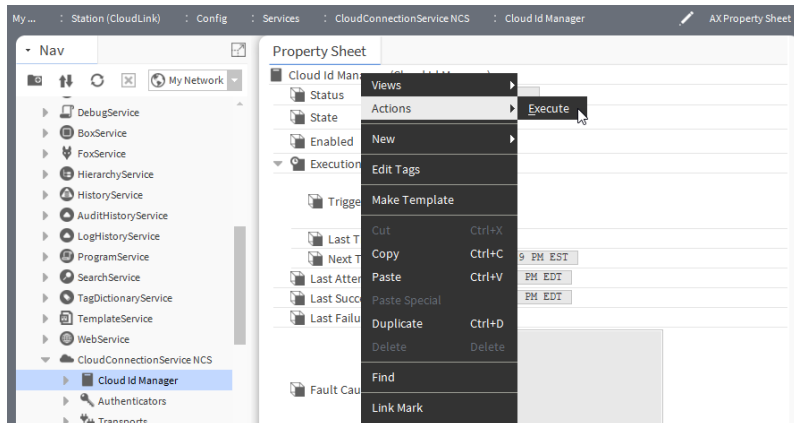 My ... : Station (CloudLink) : Config : Services : CloudConnectionService NCS : Cloud Id Manager AX Property Sheet
Nav
My Network
DebugService
BoxService
FoxService
HierarchyService
HistoryService
AuditHistoryService
LogHistoryService
ProgramService
SearchService
TagDictionaryService
TemplateService
WebService
CloudConnectionService NCS
Cloud Id Manager
Authenticators
Transports
Property Sheet
Cloud Id Man
Status
State
Enabled
Execution
Trigge
Last T
Next T 9 PM EST
Last Atter PM EDT
Last Succe PM EDT
Last Failu
Fault Cau
Views
Actions
Execute
New
Edit Tags
Make Template
Cut Ctrl+X
Copy Ctrl+C
Paste Ctrl+V
Paste Special
Duplicate Ctrl+D
Delete Delete
Find
Link Mark